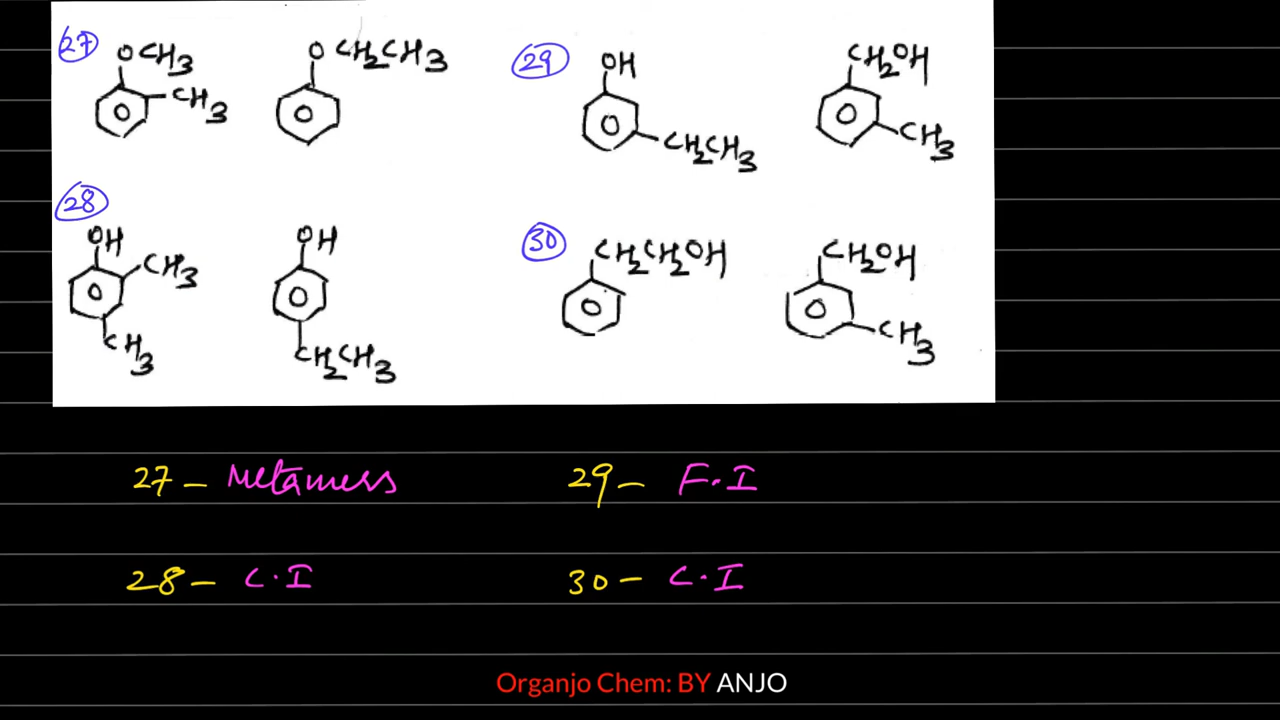 27
OCH3
CH3
OCH2CH3
29
OH
CH2CH3
CH2OH
CH3
28
OH
CH3
CH3
OH
CH2CH3
30
CH2CH2OH
CH2OH
CH3
27 - Metamers
29 - F.I
28 - C.I
30 - C.I
Organjo Chem: BY ANJO